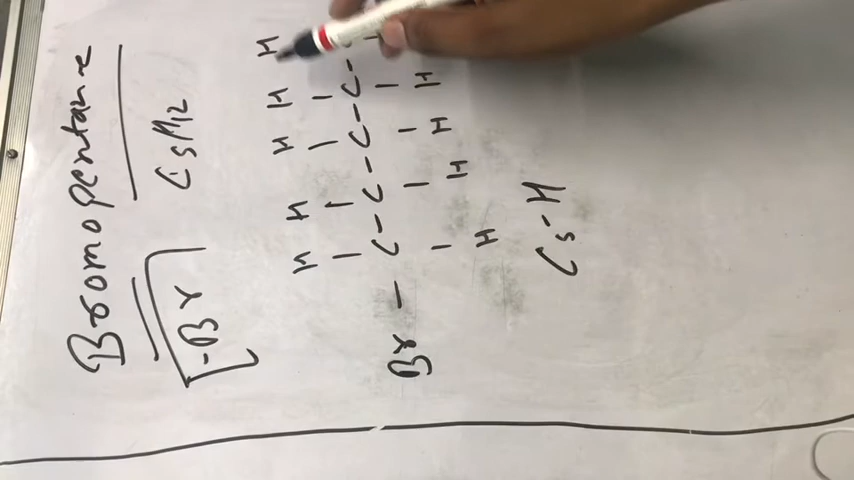 Bromopentane
-Br C5H12
H H H H H
Br - C - C - C - C -
H H H H
C5-H